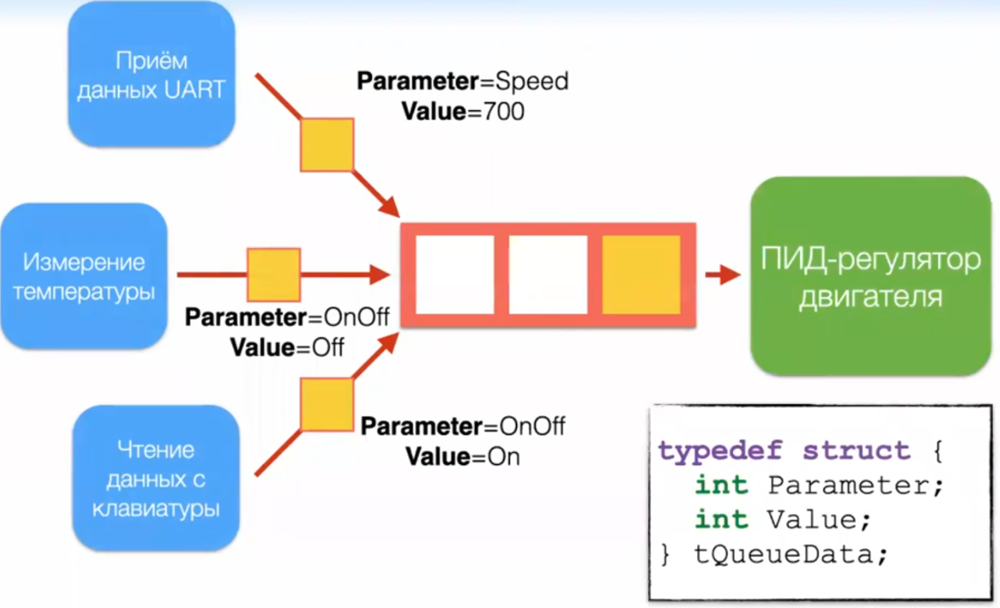 Приём
данных UART
Parameter=Speed
Value=700
Измерение
температуры
Parameter=OnOff
Value=Off
ПИД-регулятор
двигателя
Чтение
данных с
клавиатуры
Parameter=OnOff
Value=On
typedef struct {
int Parameter;
int Value;
} tQueueData;